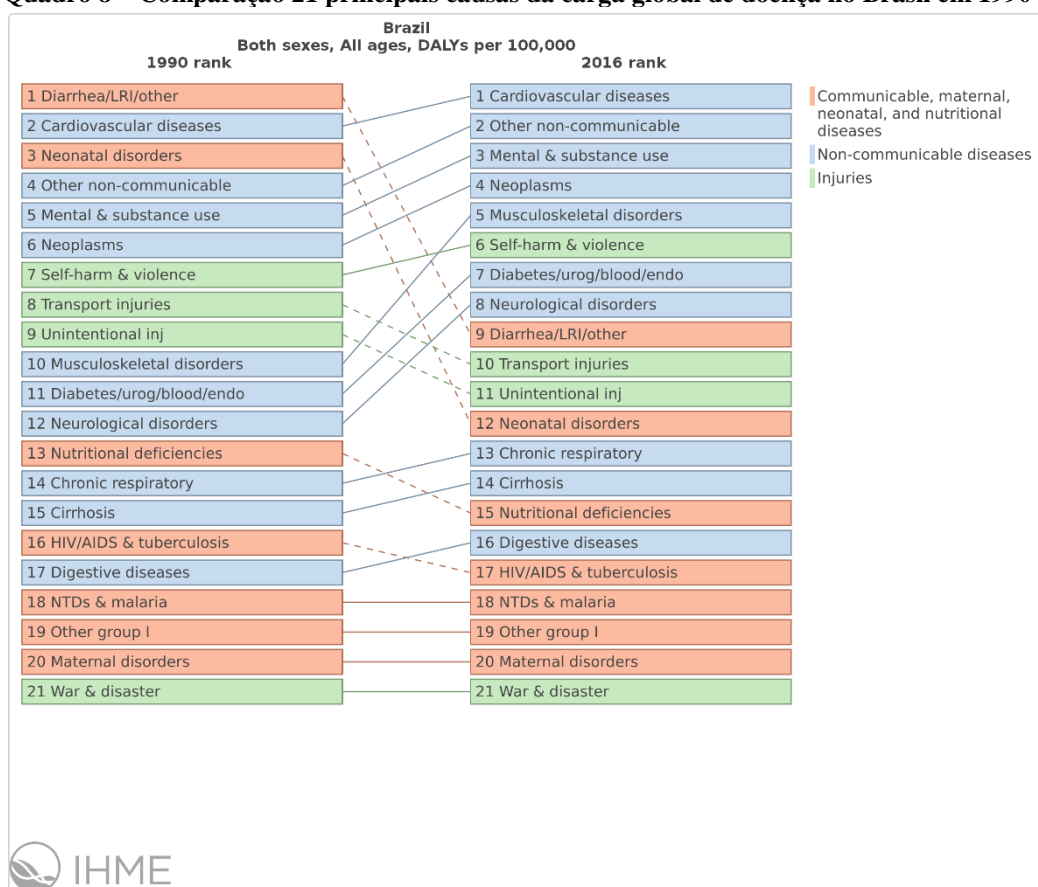 Comparação 21 principais causas da carga global de doença no Brasil em 1990
Brazil
Both sexes, All ages, DALYs per 100,000
1990 rank
2016 rank
1 Diarrhea/LRI/other
2 Cardiovascular diseases
3 Neonatal disorders
4 Other non-communicable
5 Mental & substance use
6 Neoplasms
7 Self-harm & violence
8 Transport injuries
9 Unintentional inj
10 Musculoskeletal disorders
11 Diabetes/urog/blood/endo
12 Neurological disorders
13 Nutritional deficiencies
14 Chronic respiratory
15 Cirrhosis
16 HIV/AIDS & tuberculosis
17 Digestive diseases
18 NTDs & malaria
19 Other group I
20 Maternal disorders
21 War & disaster
1 Cardiovascular diseases
2 Other non-communicable
3 Mental & substance use
4 Neoplasms
5 Musculoskeletal disorders
6 Self-harm & violence
7 Diabetes/urog/blood/endo
8 Neurological disorders
9 Diarrhea/LRI/other
10 Transport injuries
11 Unintentional inj
12 Neonatal disorders
13 Chronic respiratory
14 Cirrhosis
15 Nutritional deficiencies
16 Digestive diseases
17 HIV/AIDS & tuberculosis
18 NTDs & malaria
19 Other group I
20 Maternal disorders
21 War & disaster
Communicable, maternal,
neonatal, and nutritional
diseases
Non-communicable diseases
Injuries
IHME